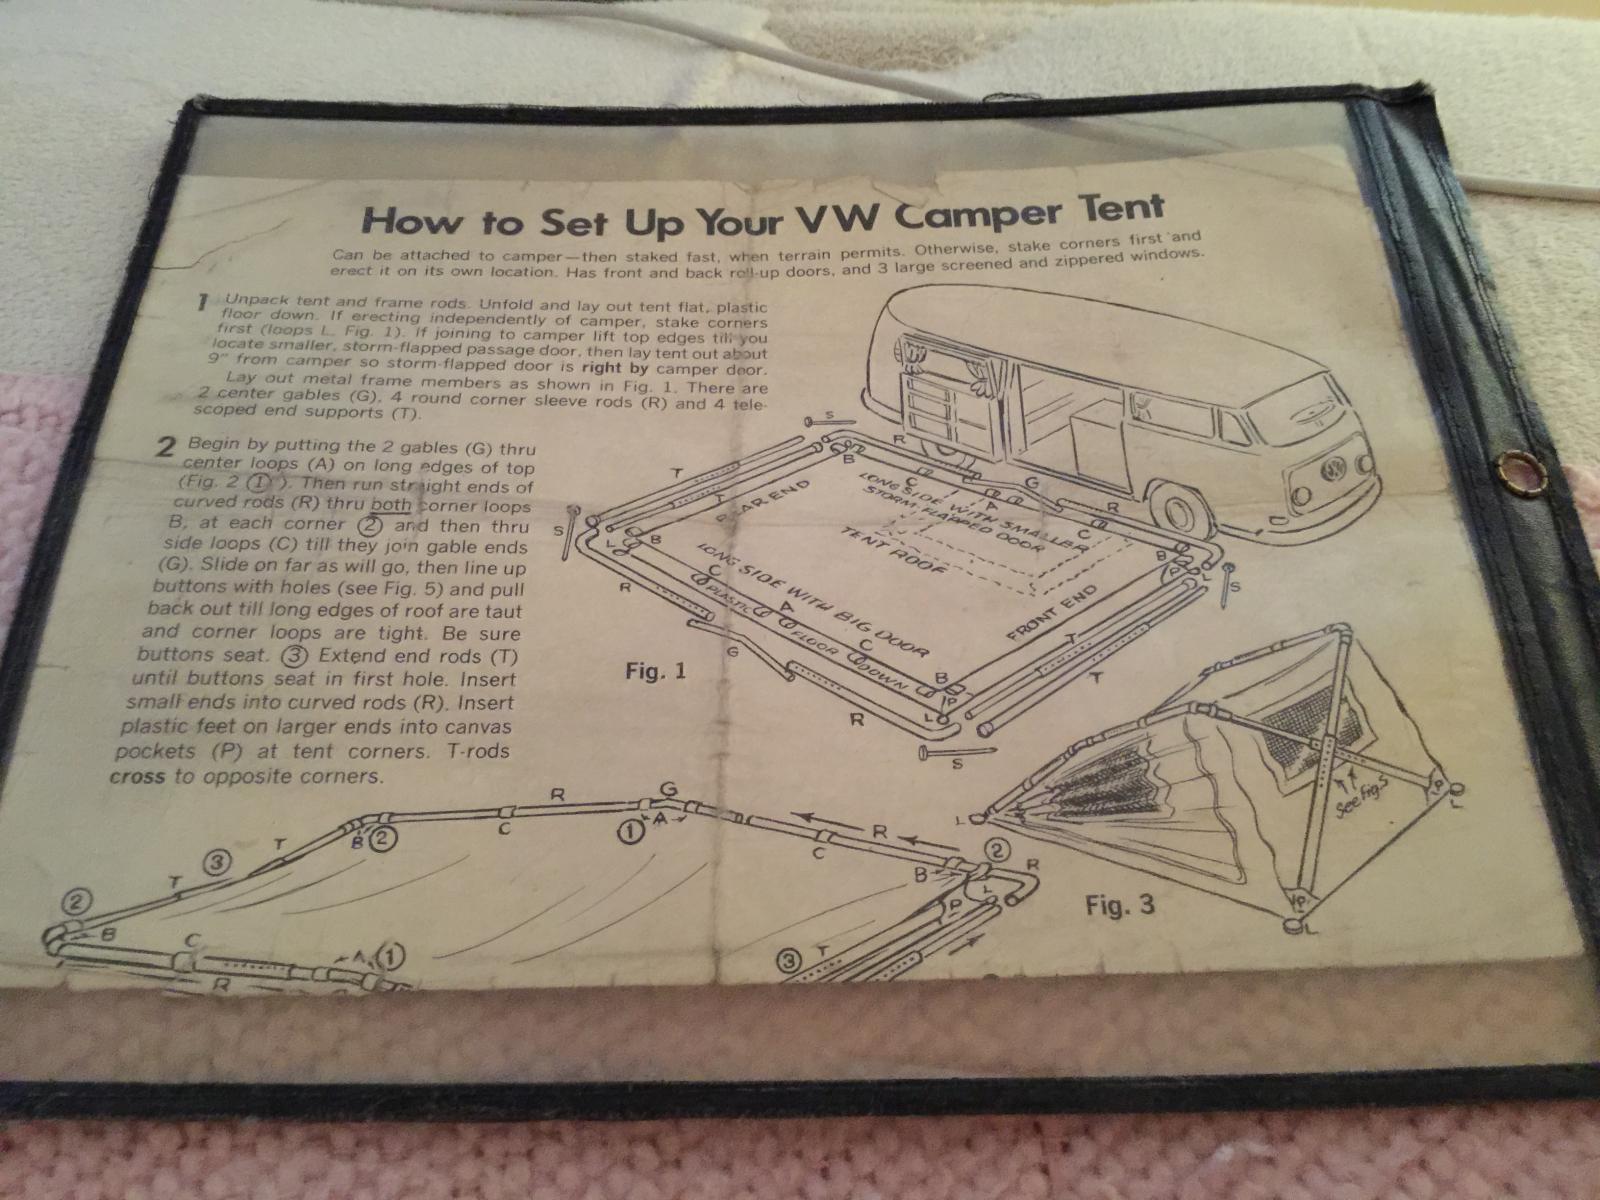 How to Set Up Your VW Camper Tent
Can be attached to camper—then staked fast, when terrain permits. Otherwise, stake corners first and
erect it on its own location. Has front and back roll-up doors, and 3 large screened and zippered windows.
1 Unpack tent and frame rods. Unfold and lay out tent flat, plastic
floor down. If erecting independently of camper, stake corners
first (loops L. Fig. 1). If joining to camper lift top edges till you
locate smaller, storm-flapped passage door, then lay tent out about
9" from camper so storm-flapped door is right by camper door.
Lay out metal frame members as shown in Fig. 1. There are
2 center gables (G), 4 round corner sleeve rods (R) and 4 tele-
scoped end supports (T).
2 Begin by putting the 2 gables (G) thru
center loops (A) on long edges of top
(Fig. 2 ①). Then run straight ends of
curved rods (R) thru both corner loops
B, at each corner ② and then thru
side loops (C) till they join gable ends
(G). Slide on far as will go, then line up
buttons with holes (see Fig. 5) and pull
back out till long edges of roof are taut
and corner loops are tight. Be sure
buttons seat. ③ Extend end rods (T)
until buttons seat in first hole. Insert
small ends into curved rods (R). Insert
plastic feet on larger ends into canvas
pockets (P) at tent corners. T-rods
cross to opposite corners.
S
T
T
B
R
C
A
G
C
R
B
P
L
S
REAR END
LONG SIDE WITH SMALLER
STORM FLAPPED DOOR
TENT ROOF
S
L
B
R
LONG SIDE WITH BIG DOOR
C
A
C
B
PLASTIC
FLOOR
DOWN
FRONT END
T
T
G
R
P
L
S
Fig. 1
See Fig. 5
L
P
L
P
L
Fig. 3
② B
T ③ T
B ②
C
R
① A
G
R
C
B ② R
L
P
③ T
C
R
A ①